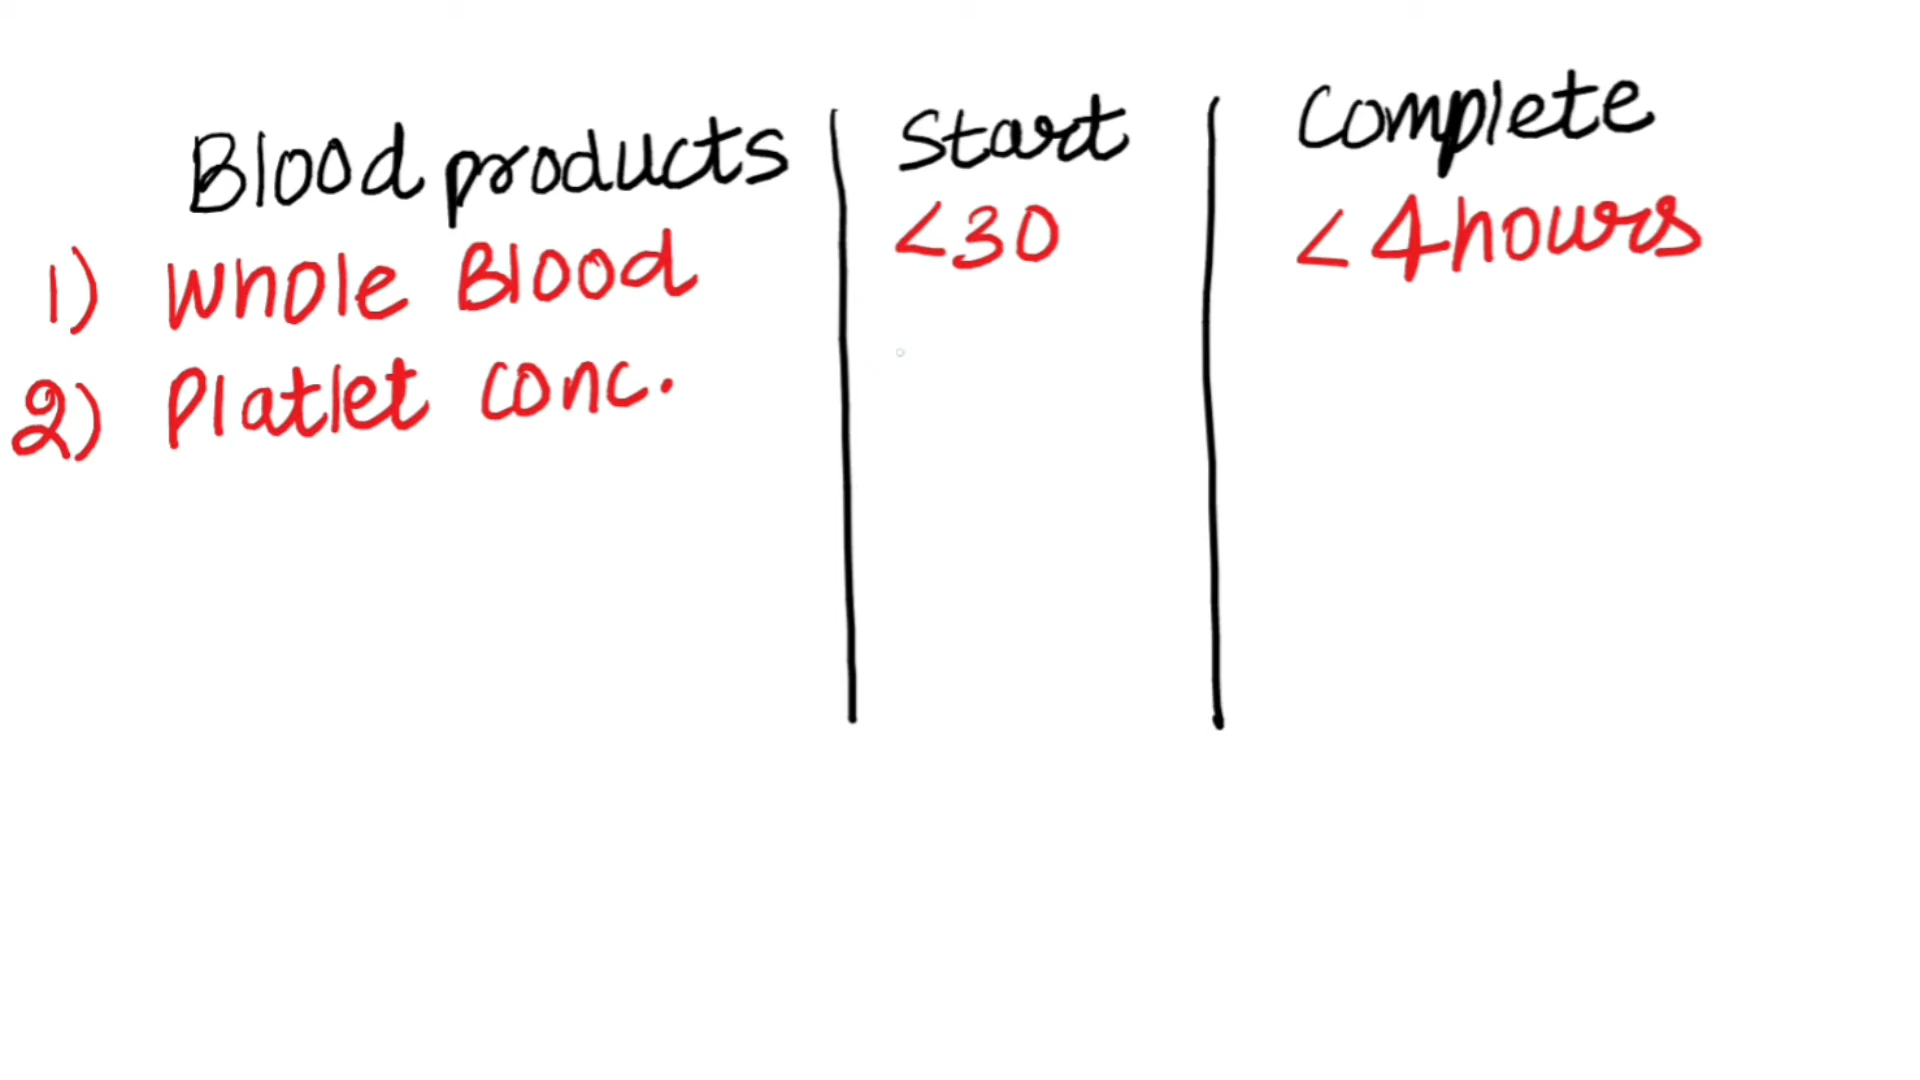 Blood products Start Complete
1) Whole Blood <30 <4hours
2) Platlet conc.